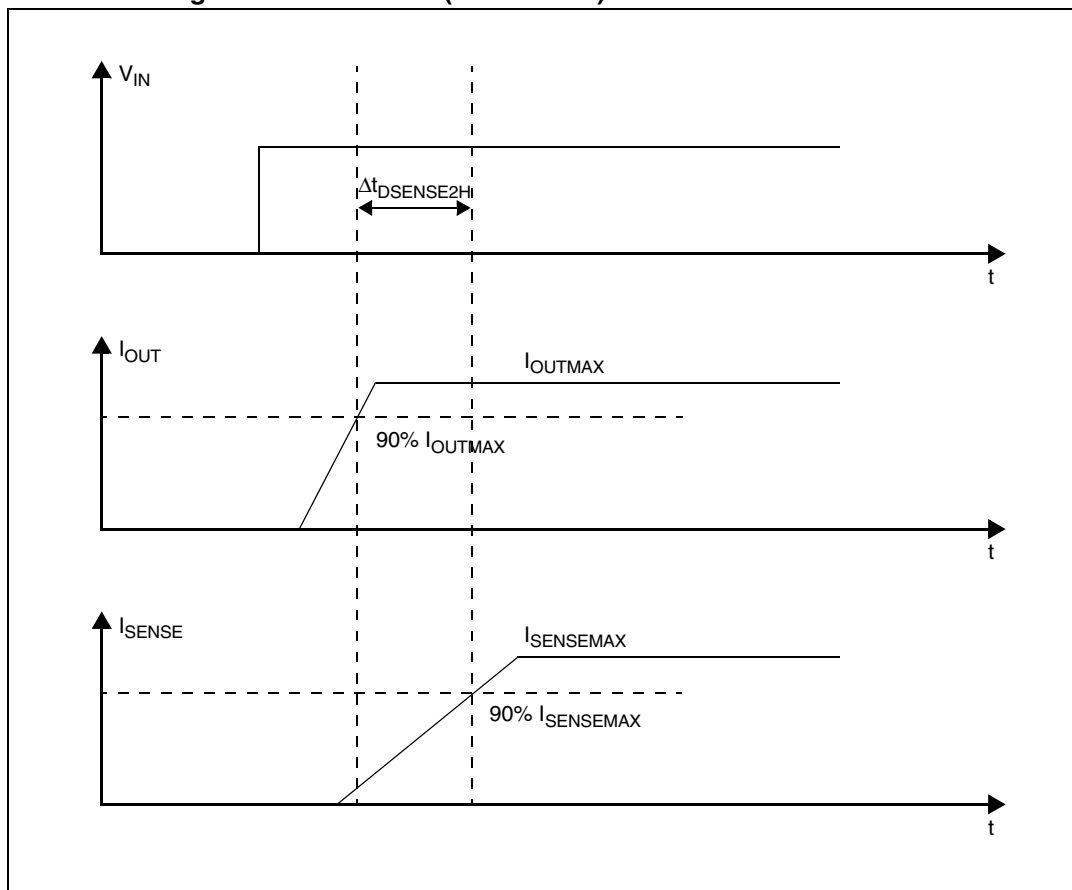 V_IN
Δt_DSENSE2H
t
I_OUT
I_OUTMAX
90% I_OUTMAX
t
I_SENSE
I_SENSEMAX
90% I_SENSEMAX
t